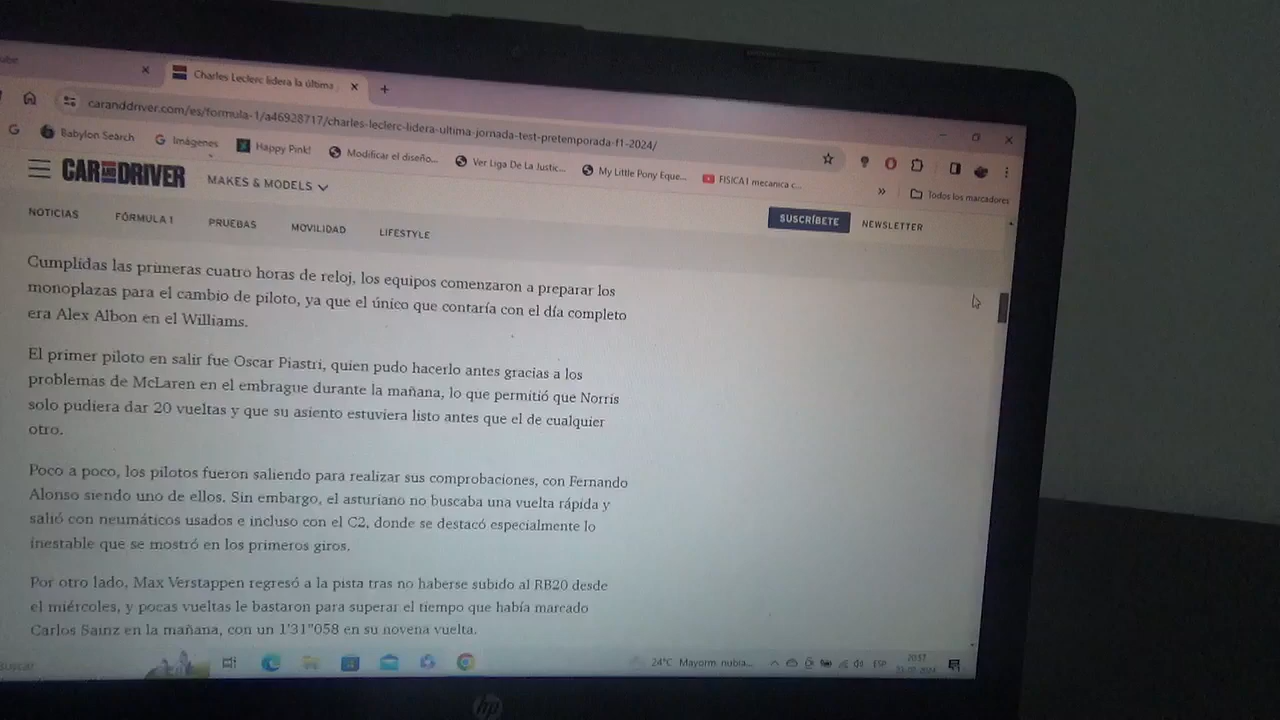 Charles Leclerc lidera la última
caranddriver.com/es/formula-1/a46928717/charles-leclerc-lidera-ultima-jornada-test-pretemporada-f1-2024/
Babylon Search
Imágenes
Happy Pink!
Modificar el diseño...
Ver Liga De La Justic...
My Little Pony Eque...
FISICA I mecanica c...
»
Todos los marcadores
CAR AND DRIVER
MAKES & MODELS
NOTICIAS
FÓRMULA 1
PRUEBAS
MOVILIDAD
LIFESTYLE
SUSCRÍBETE
NEWSLETTER
Cumplidas las primeras cuatro horas de reloj, los equipos comenzaron a preparar los
monoplazas para el cambio de piloto, ya que el único que contaría con el día completo
era Alex Albon en el Williams.
El primer piloto en salir fue Oscar Piastri, quien pudo hacerlo antes gracias a los
problemas de McLaren en el embrague durante la mañana, lo que permitió que Norris
solo pudiera dar 20 vueltas y que su asiento estuviera listo antes que el de cualquier
otro.
Poco a poco, los pilotos fueron saliendo para realizar sus comprobaciones, con Fernando
Alonso siendo uno de ellos. Sin embargo, el asturiano no buscaba una vuelta rápida y
salió con neumáticos usados e incluso con el C2, donde se destacó especialmente lo
inestable que se mostró en los primeros giros.
Por otro lado, Max Verstappen regresó a la pista tras no haberse subido al RB20 desde
el miércoles, y pocas vueltas le bastaron para superar el tiempo que había marcado
Carlos Sainz en la mañana, con un 1'31"058 en su novena vuelta.
24°C Mayorm. nubla...
ESP
20:57
hp